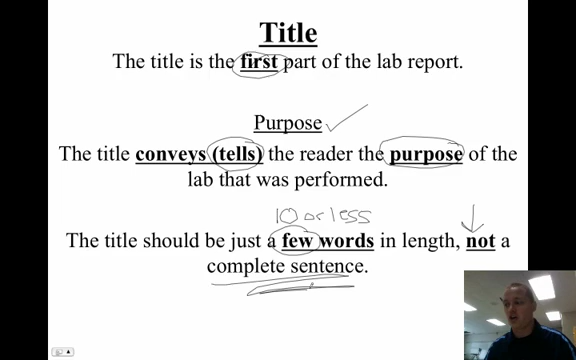 Title
The title is the first part of the lab report.
Purpose
The title conveys (tells) the reader the purpose of the
lab that was performed.
10 or less
The title should be just a few words in length, not a
complete sentence.